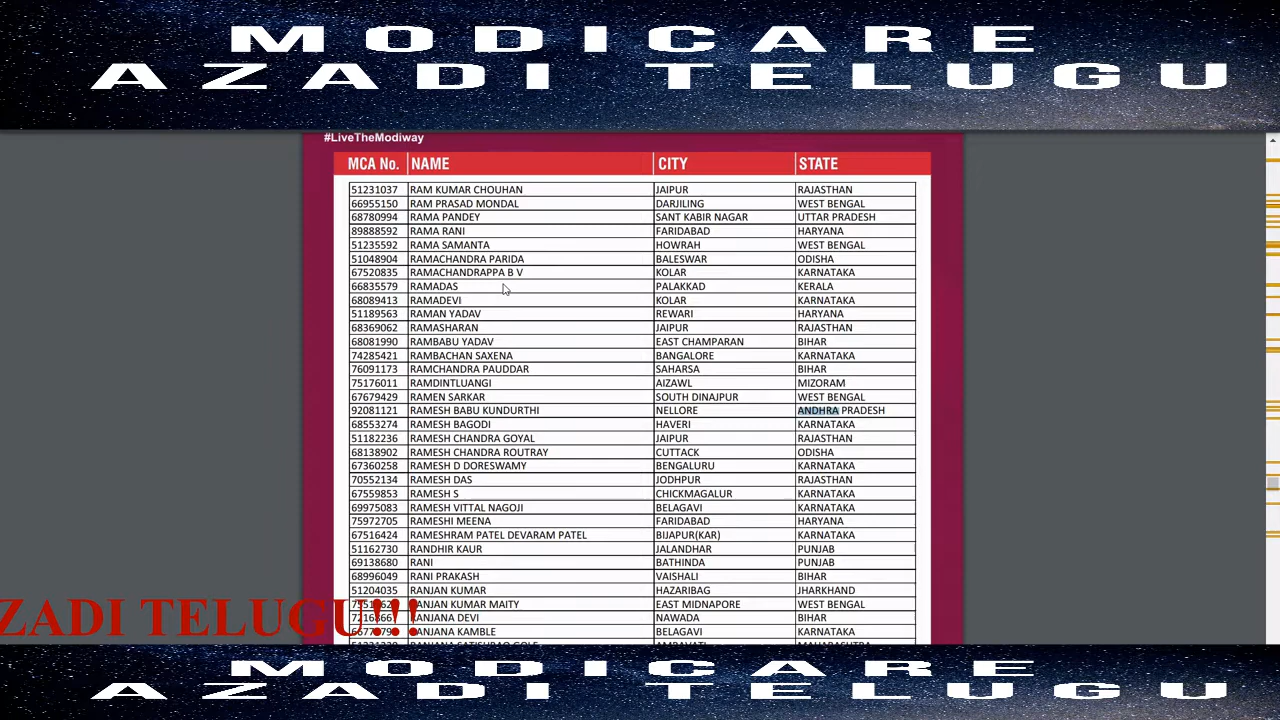 MODICARE
AZADI TELUGU
#LiveTheModiway
MCA No. NAME CITY STATE
51231037 RAM KUMAR CHOUHAN JAIPUR RAJASTHAN
66955150 RAM PRASAD MONDAL DARJILING WEST BENGAL
68780994 RAMA PANDEY SANT KABIR NAGAR UTTAR PRADESH
89888592 RAMA RANI FARIDABAD HARYANA
51235592 RAMA SAMANTA HOWRAH WEST BENGAL
51048904 RAMACHANDRA PARIDA BALESWAR ODISHA
67520835 RAMACHANDRAPPA B V KOLAR KARNATAKA
66835579 RAMADAS PALAKKAD KERALA
68089413 RAMADEVI KOLAR KARNATAKA
51189563 RAMAN YADAV REWARI HARYANA
68369062 RAMASHARAN JAIPUR RAJASTHAN
68081990 RAMBABU YADAV EAST CHAMPARAN BIHAR
74285421 RAMBACHAN SAXENA BANGALORE KARNATAKA
76091173 RAMCHANDRA PAUDDAR SAHARSA BIHAR
75176011 RAMDINTLUANGI AIZAWL MIZORAM
67679429 RAMEN SARKAR SOUTH DINAJPUR WEST BENGAL
92081121 RAMESH BABU KUNDURTHI NELLORE ANDHRA PRADESH
68553274 RAMESH BAGODI HAVERI KARNATAKA
51182236 RAMESH CHANDRA GOYAL JAIPUR RAJASTHAN
68138902 RAMESH CHANDRA ROUTRAY CUTTACK ODISHA
67360258 RAMESH D DORESWAMY BENGALURU KARNATAKA
70552134 RAMESH DAS JODHPUR RAJASTHAN
67559853 RAMESH S CHICKMAGALUR KARNATAKA
69975083 RAMESH VITTAL NAGOJI BELAGAVI KARNATAKA
75972705 RAMESHI MEENA FARIDABAD HARYANA
67516424 RAMESHRAM PATEL DEVARAM PATEL BIJAPUR(KAR) KARNATAKA
51162730 RANDHIR KAUR JALANDHAR PUNJAB
69138680 RANI BATHINDA PUNJAB
68996049 RANI PRAKASH VAISHALI BIHAR
51204035 RANJAN KUMAR HAZARIBAG JHARKHAND
RANJAN KUMAR MAITY EAST MIDNAPORE WEST BENGAL
RANJANA DEVI NAWADA BIHAR
RANJANA KAMBLE BELAGAVI KARNATAKA
ZADI TELUGU!!!
MODICARE
AZADI TELUGU